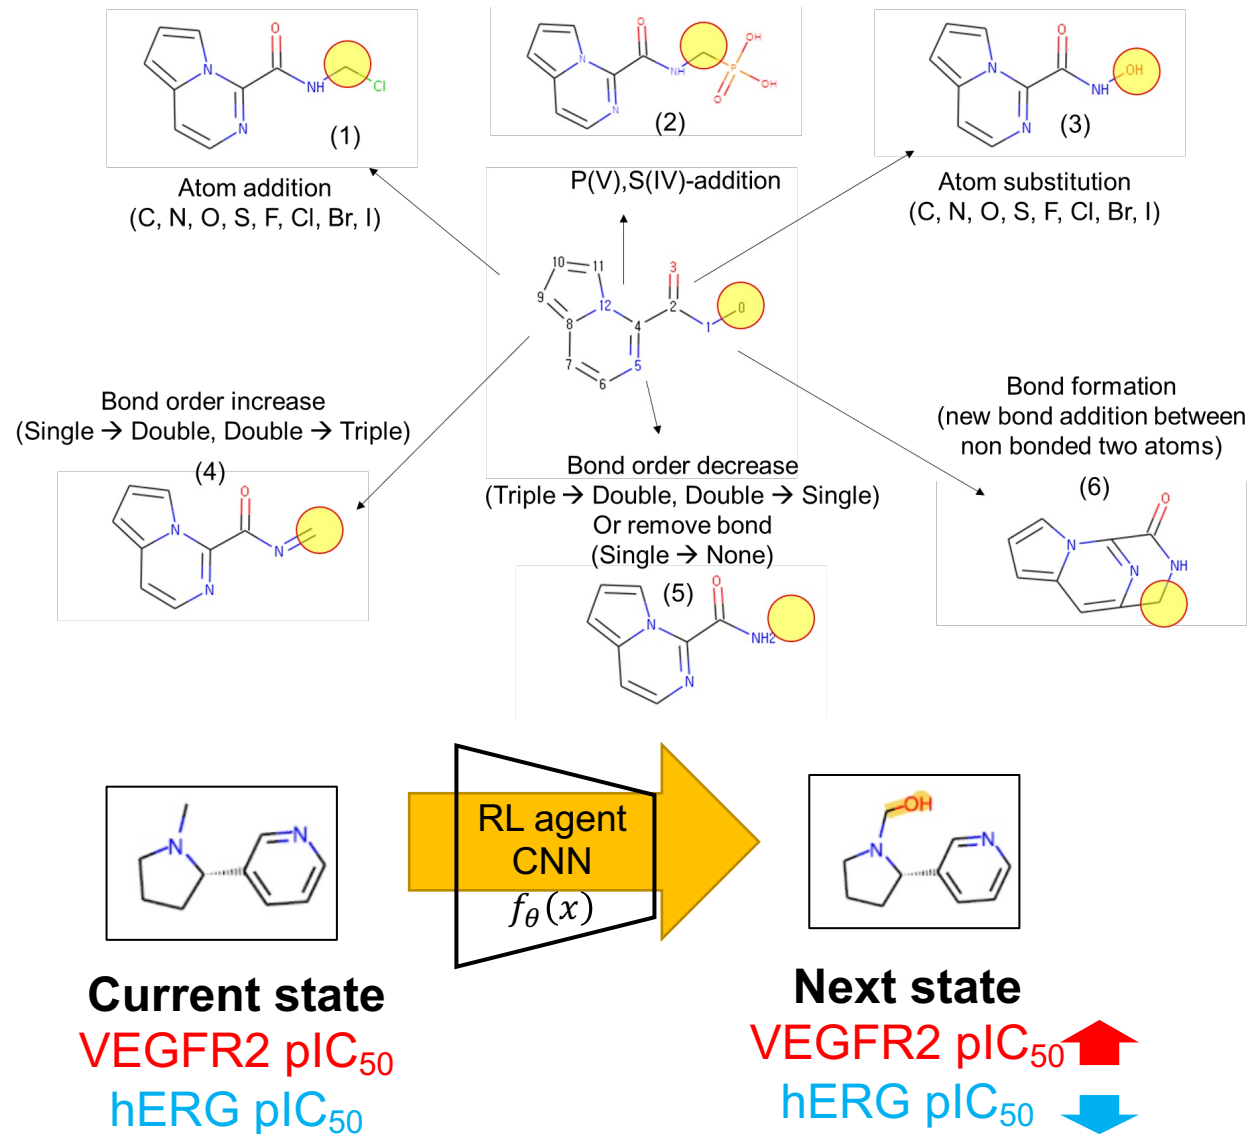 O
N
NH
Cl
N
(1)
Atom addition
(C, N, O, S, F, Cl, Br, I)
O
OH
N
NH
P
OH
O
N
(2)
P(V),S(IV)-addition
O
N
OH
NH
N
(3)
Atom substitution
(C, N, O, S, F, Cl, Br, I)
10
11
3
9
12
2
0
8
4
1
7
5
6
Bond order increase
(Single → Double, Double → Triple)
(4)
O
N
N
N
Bond order decrease
(Triple → Double, Double → Single)
Or remove bond
(Single → None)
(5)
O
N
NH2
N
Bond formation
(new bond addition between
non bonded two atoms)
(6)
O
N
NH
N
N
N
RL agent
CNN
fθ(x)
OH
N
N
Current state
VEGFR2 pIC50
hERG pIC50
Next state
VEGFR2 pIC50
hERG pIC50